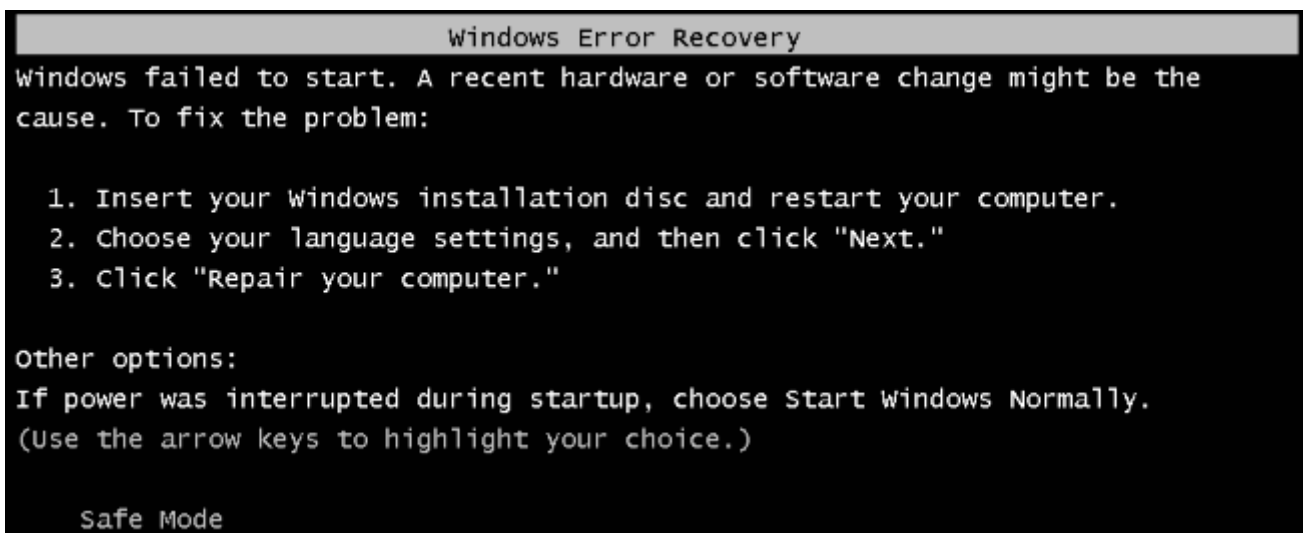 Windows Error Recovery
Windows failed to start. A recent hardware or software change might be the
cause. To fix the problem:
1. Insert your Windows installation disc and restart your computer.
2. Choose your language settings, and then click "Next."
3. Click "Repair your computer."
Other options:
If power was interrupted during startup, choose Start Windows Normally.
(Use the arrow keys to highlight your choice.)
Safe Mode